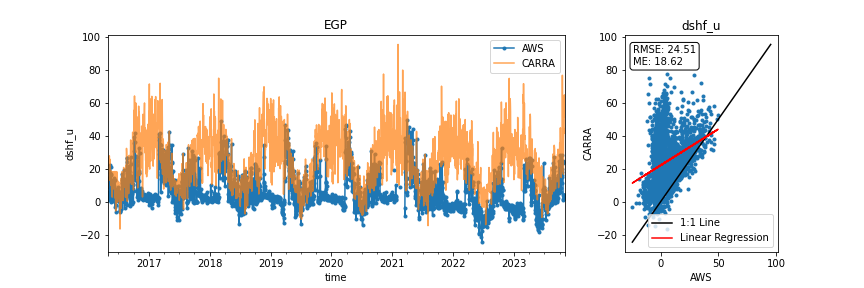 EGP
dshf_u
100
80
60
40
20
0
−20
dshf_u
AWS
CARRA
2017
2018
2019
2020
2021
2022
2023
time
100
80
60
40
20
0
−20
CARRA
RMSE: 24.51
ME: 18.62
1:1 Line
Linear Regression
0
50
100
AWS